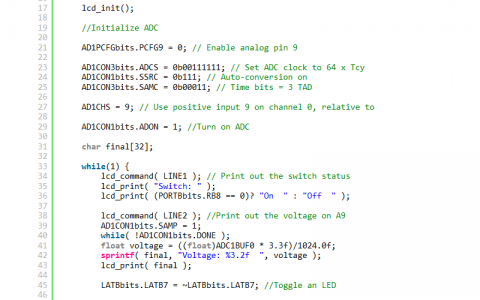 17 lcd_init();
18
19 //Initialize ADC
20
21 AD1PCFGbits.PCFG9 = 0; // Enable analog pin 9
22
23 AD1CON3bits.ADCS = 0b00111111; // Set ADC clock to 64 x Tcy
24 AD1CON1bits.SSRC = 0b111; // Auto-conversion on
25 AD1CON3bits.SAMC = 0b00011; // Time bits = 3 TAD
26
27 AD1CHS = 9; // Use positive input 9 on channel 0, relative to
28
29 AD1CON1bits.ADON = 1; //Turn on ADC
30
31 char final[32];
32
33 while(1) {
34 lcd_command( LINE1 ); // Print out the switch status
35 lcd_print( "Switch: " );
36 lcd_print( (PORTBbits.RB8 == 0)? "On  " : "Off  " );
37
38 lcd_command( LINE2 ); //Print out the voltage on A9
39 AD1CON1bits.SAMP = 1;
40 while( !AD1CON1bits.DONE );
41 float voltage = ((float)ADC1BUF0 * 3.3f)/1024.0f;
42 sprintf( final, "Voltage: %3.2f  ", voltage );
43 lcd_print( final );
44
45 LATBbits.LATB7 = ~LATBbits.LATB7; //Toggle an LED
46